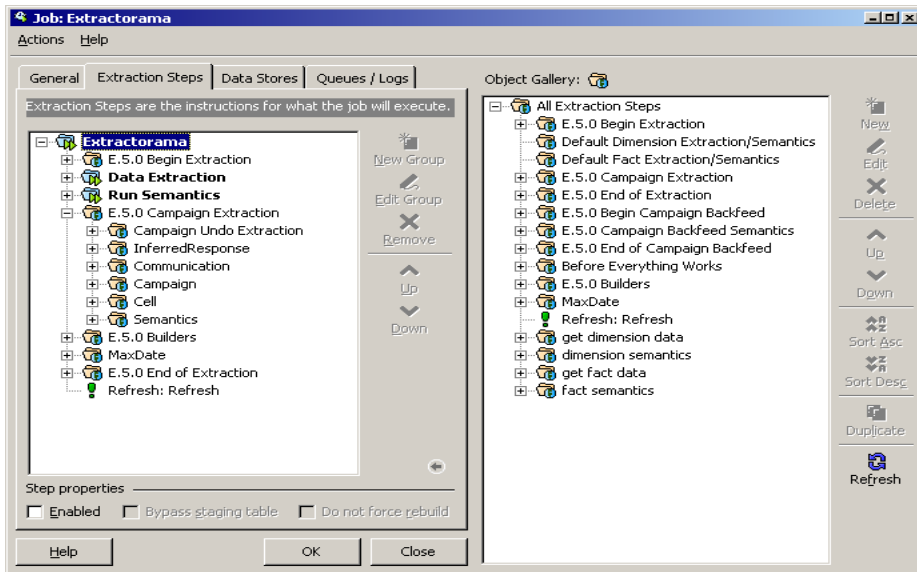 Job: Extractorama
Actions Help
General Extraction Steps Data Stores Queues / Logs
Extraction Steps are the instructions for what the job will execute.
Extractorama
E.5.0 Begin Extraction
Data Extraction
Run Semantics
E.5.0 Campaign Extraction
Campaign Undo Extraction
InferredResponse
Communication
Campaign
Cell
Semantics
E.5.0 Builders
MaxDate
E.5.0 End of Extraction
Refresh: Refresh
New Group
Edit Group
Remove
Up
Down
Step properties
Enabled Bypass staging table Do not force rebuild
Help OK Close
Object Gallery:
All Extraction Steps
E.5.0 Begin Extraction
Default Dimension Extraction/Semantics
Default Fact Extraction/Semantics
E.5.0 Campaign Extraction
E.5.0 End of Extraction
E.5.0 Begin Campaign Backfeed
E.5.0 Campaign Backfeed Semantics
E.5.0 End of Campaign Backfeed
Before Everything Works
E.5.0 Builders
MaxDate
Refresh: Refresh
get dimension data
dimension semantics
get fact data
fact semantics
New
Edit
Delete
Up
Down
Sort Asc
Sort Desc
Duplicate
Refresh